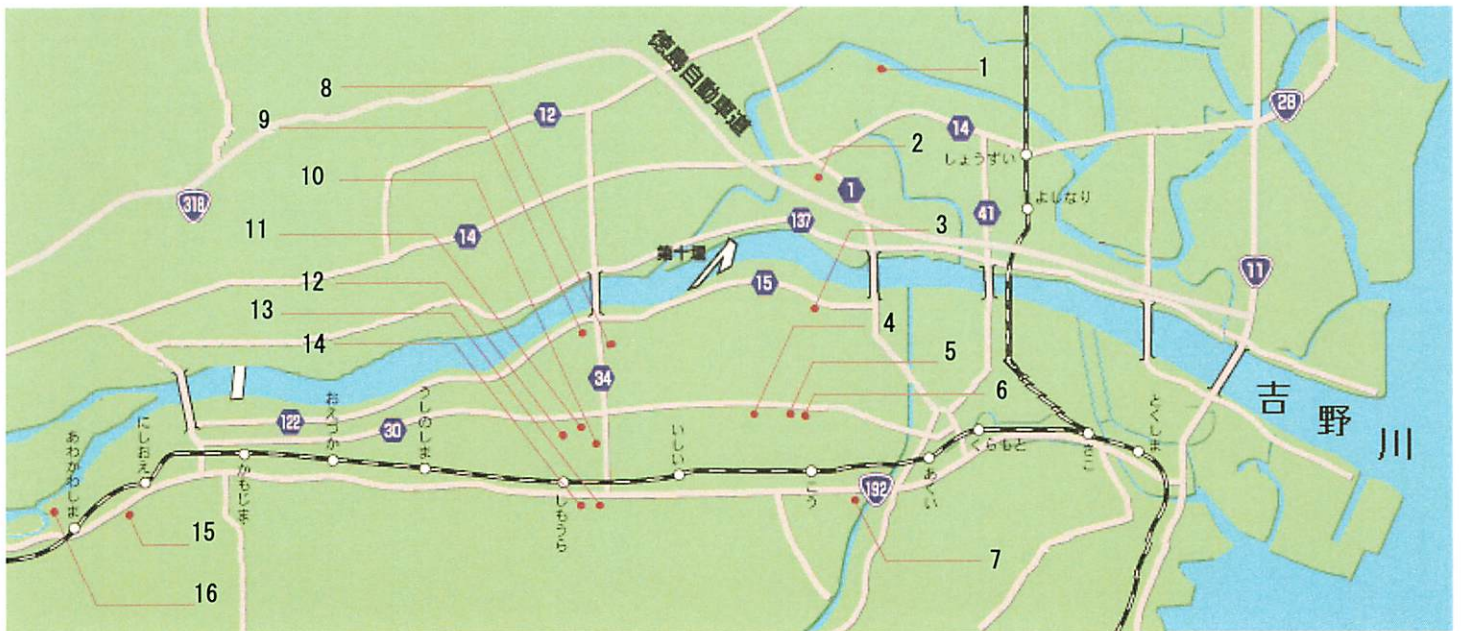 徳島自動車道
8
1
9
12
28
14
2
しょうずい
10
1
318
よしなり
41
11
137
14
3
第十堰
11
12
15
13
4
14
5
34
6
吉野川
122
30
おえづか
うしのしま
とくしま
にしおえ
いしい
くらもと
さこ
あわかわしま
かもじま
しもうら
こう
あくい
192
15
7
16